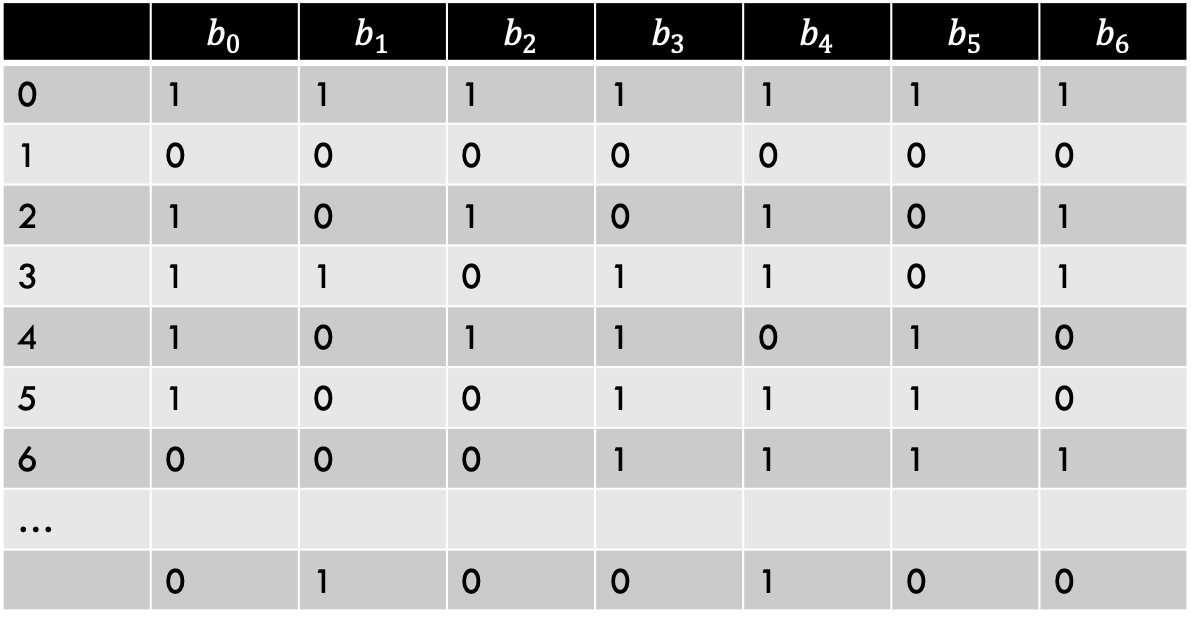 b₀ b₁ b₂ b₃ b₄ b₅ b₆
0 1 1 1 1 1 1 1
1 0 0 0 0 0 0 0
2 1 0 1 0 1 0 1
3 1 1 0 1 1 0 1
4 1 0 1 1 0 1 0
5 1 0 0 1 1 1 0
6 0 0 0 1 1 1 1
...
0 1 0 0 1 0 0